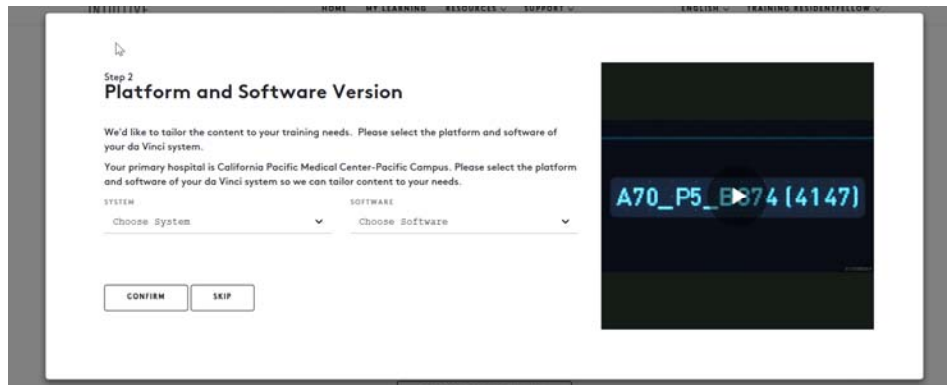 INTUITIVE HOME MY LEARNING RESOURCES SUPPORT ENGLISH TRAINING RESIDENTFELLOW
Step 2
Platform and Software Version
We'd like to tailor the content to your training needs. Please select the platform and software of
your da Vinci system.
Your primary hospital is California Pacific Medical Center-Pacific Campus. Please select the platform
and software of your da Vinci system so we can tailor content to your needs.
SYSTEM SOFTWARE
Choose System Choose Software
CONFIRM SKIP
A70_P5_B874 (4147)